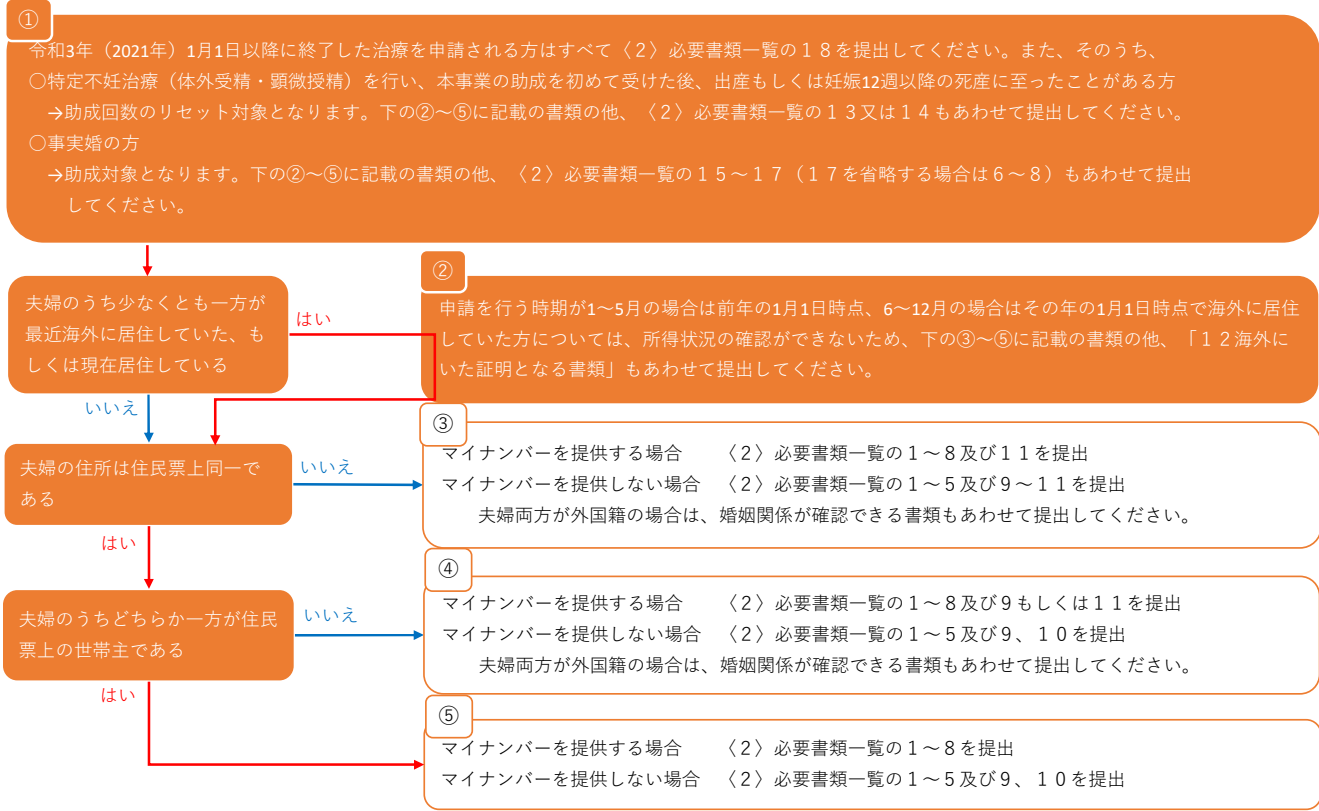 ①
令和3年（2021年）1月1日以降に終了した治療を申請される方はすべて〈２〉必要書類一覧の１８を提出してください。また、そのうち、
○特定不妊治療（体外受精・顕微授精）を行い、本事業の助成を初めて受けた後、出産もしくは妊娠12週以降の死産に至ったことがある方
→助成回数のリセット対象となります。下の②～⑤に記載の書類の他、〈２〉必要書類一覧の１３又は１４もあわせて提出してください。
○事実婚の方
→助成対象となります。下の②～⑤に記載の書類の他、〈２〉必要書類一覧の１５～１７（１７を省略する場合は６～８）もあわせて提出
してください。
夫婦のうち少なくとも一方が
最近海外に居住していた、も
しくは現在居住している
はい
いいえ
②
申請を行う時期が1～5月の場合は前年の1月1日時点、6～12月の場合はその年の1月1日時点で海外に居住
していた方については、所得状況の確認ができないため、下の③～⑤に記載の書類の他、「１２海外に
いた証明となる書類」もあわせて提出してください。
夫婦の住所は住民票上同一で
ある
いいえ
はい
③
マイナンバーを提供する場合　　〈２〉必要書類一覧の１～８及び１１を提出
マイナンバーを提供しない場合　〈２〉必要書類一覧の１～５及び９～１１を提出
夫婦両方が外国籍の場合は、婚姻関係が確認できる書類もあわせて提出してください。
夫婦のうちどちらか一方が住民
票上の世帯主である
いいえ
はい
④
マイナンバーを提供する場合　　〈２〉必要書類一覧の１～８及び９もしくは１１を提出
マイナンバーを提供しない場合　〈２〉必要書類一覧の１～５及び９、１０を提出
夫婦両方が外国籍の場合は、婚姻関係が確認できる書類もあわせて提出してください。
⑤
マイナンバーを提供する場合　　〈２〉必要書類一覧の１～８を提出
マイナンバーを提供しない場合　〈２〉必要書類一覧の１～５及び９、１０を提出